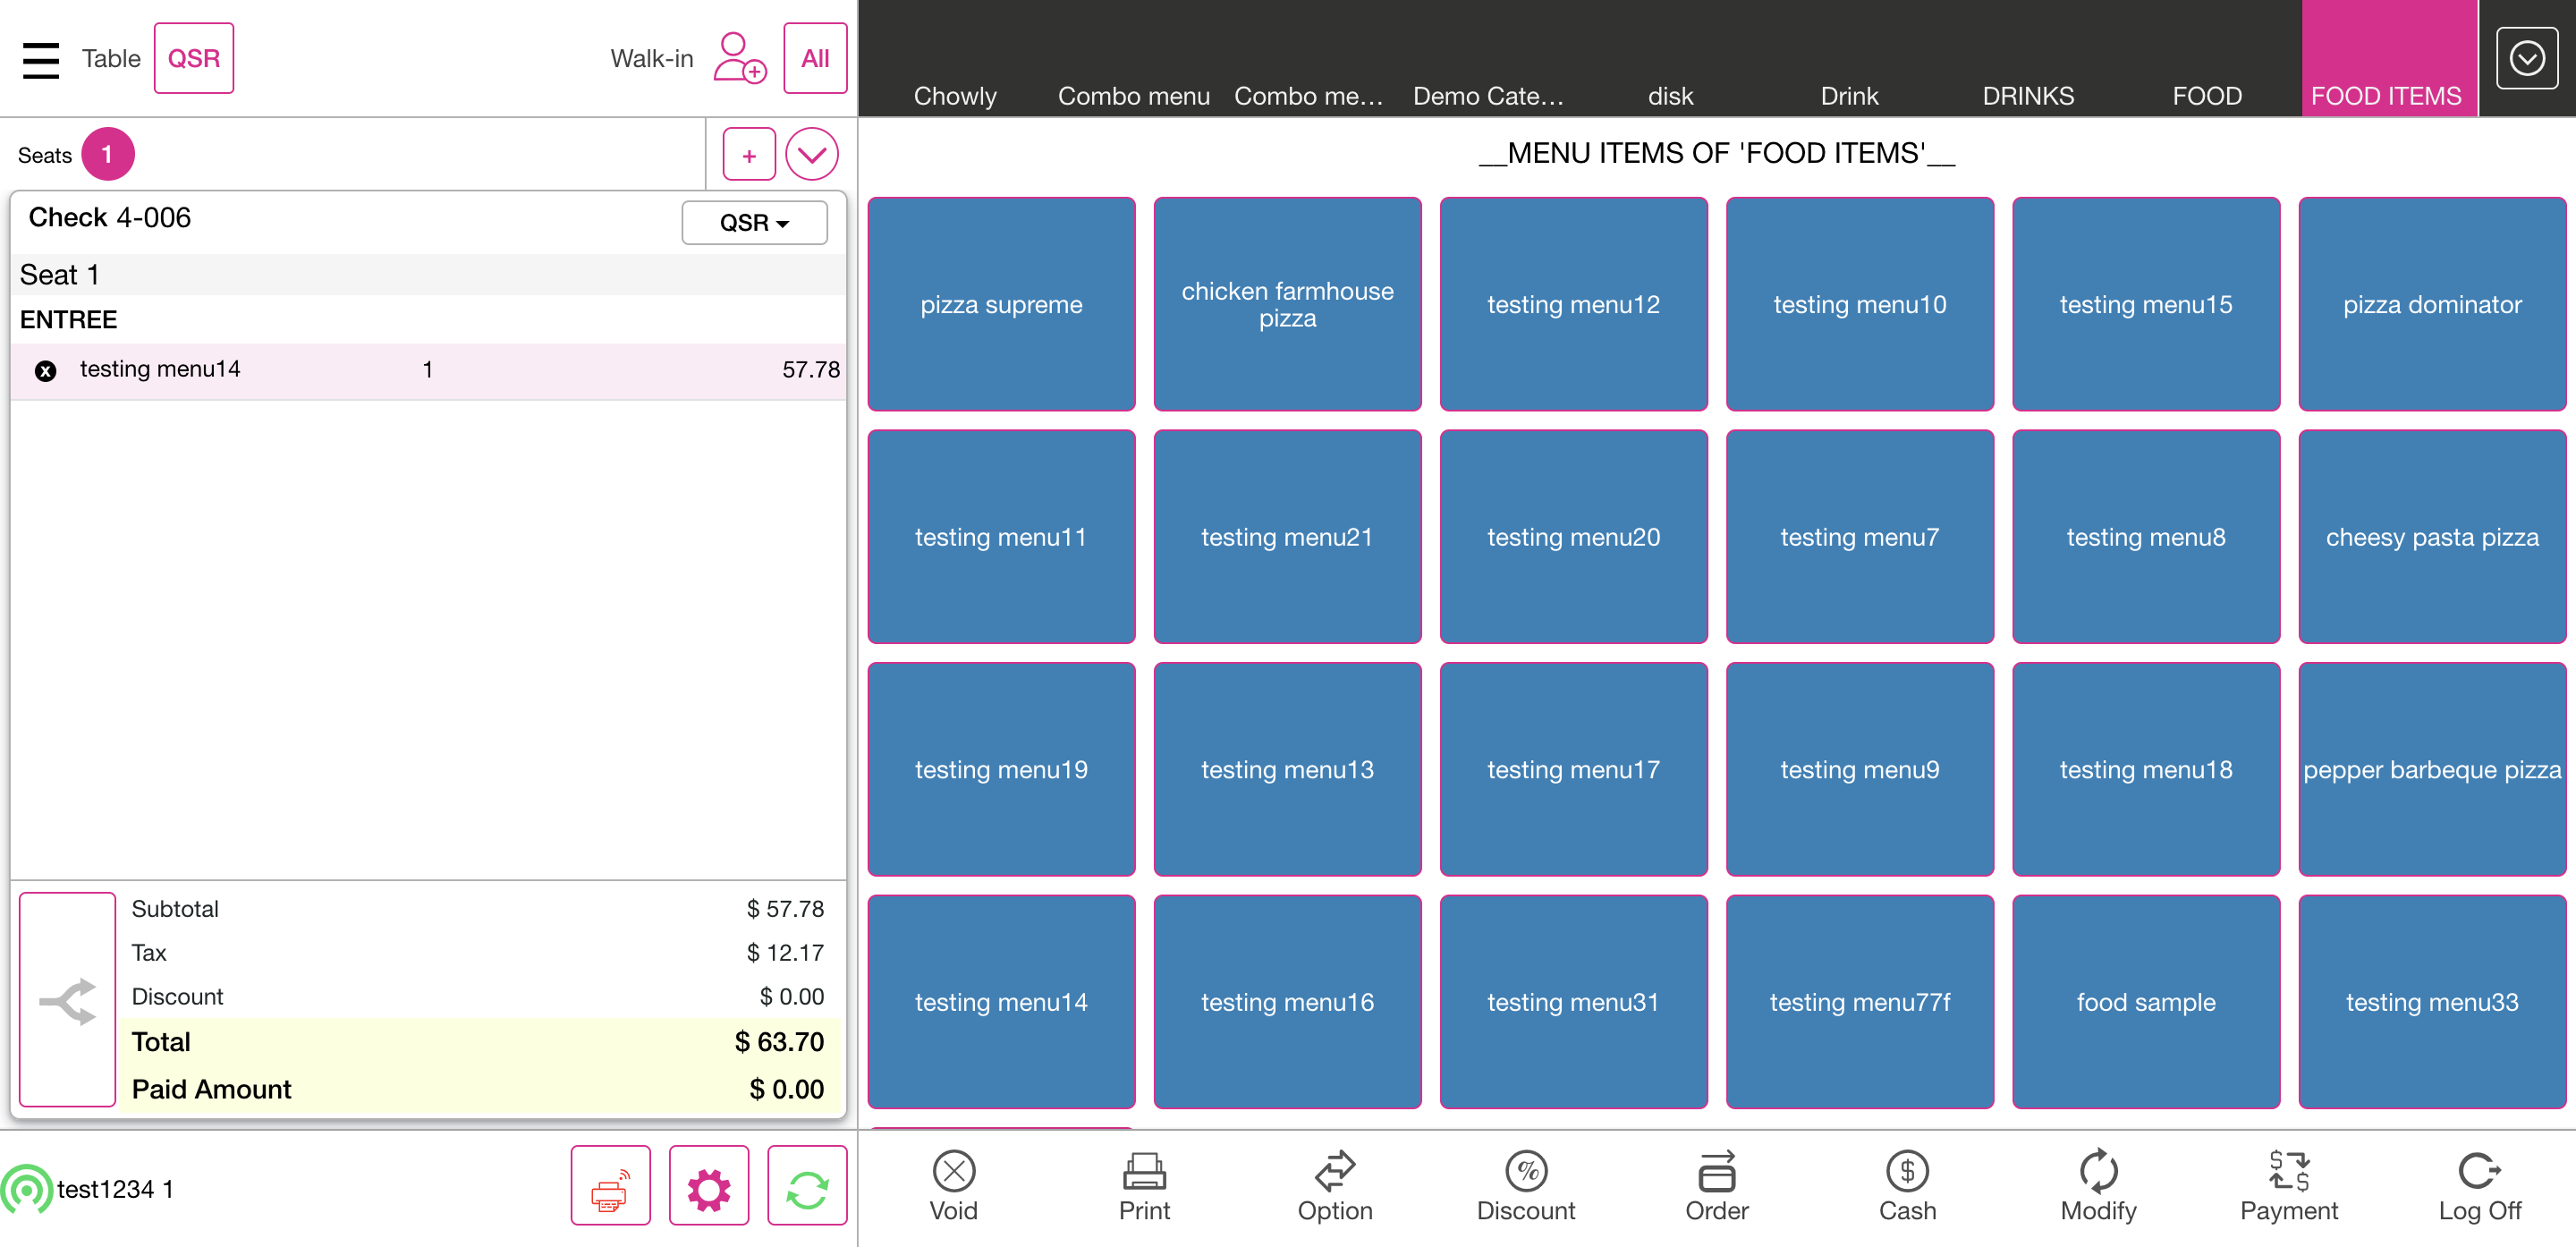 Table QSR Walk-in All
Chowly Combo menu Combo me... Demo Cate... disk Drink DRINKS FOOD FOOD ITEMS
Seats 1 +
Check 4-006 QSR
Seat 1
ENTREE
x testing menu14 1 57.78
Subtotal $ 57.78
Tax $ 12.17
Discount $ 0.00
Total $ 63.70
Paid Amount $ 0.00
test1234 1
__MENU ITEMS OF 'FOOD ITEMS'__
pizza supreme
chicken farmhouse
pizza
testing menu12
testing menu10
testing menu15
pizza dominator
testing menu11
testing menu21
testing menu20
testing menu7
testing menu8
cheesy pasta pizza
testing menu19
testing menu13
testing menu17
testing menu9
testing menu18
pepper barbeque pizza
testing menu14
testing menu16
testing menu31
testing menu77f
food sample
testing menu33
Void Print Option Discount Order Cash Modify Payment Log Off